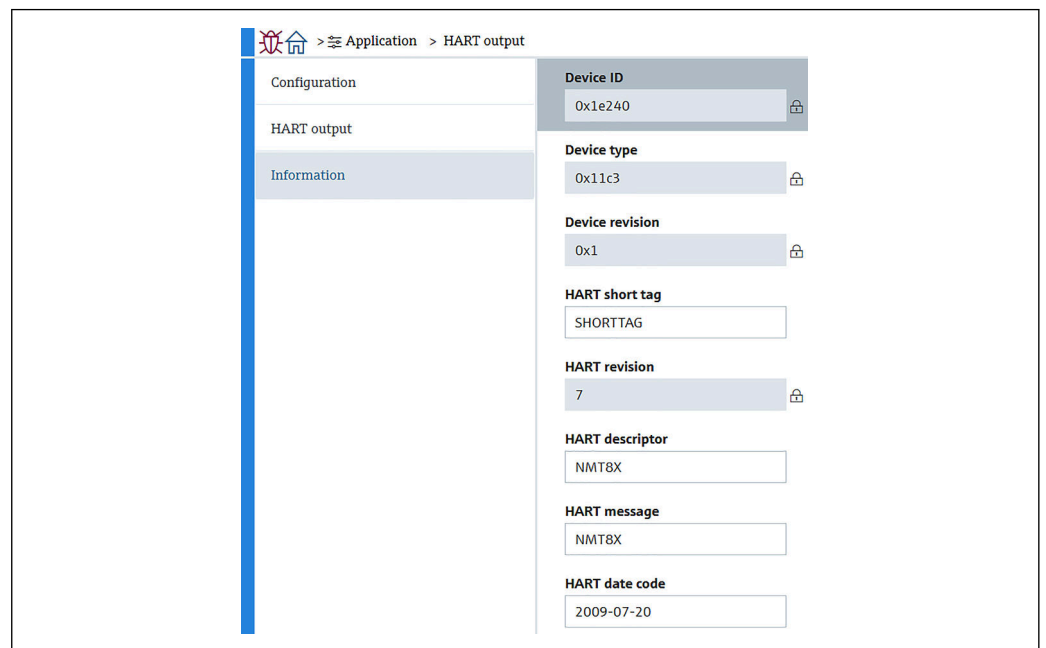 > Application > HART output
Configuration
HART output
Information
Device ID
0x1e240
Device type
0x11c3
Device revision
0x1
HART short tag
SHORTTAG
HART revision
7
HART descriptor
NMT8X
HART message
NMT8X
HART date code
2009-07-20